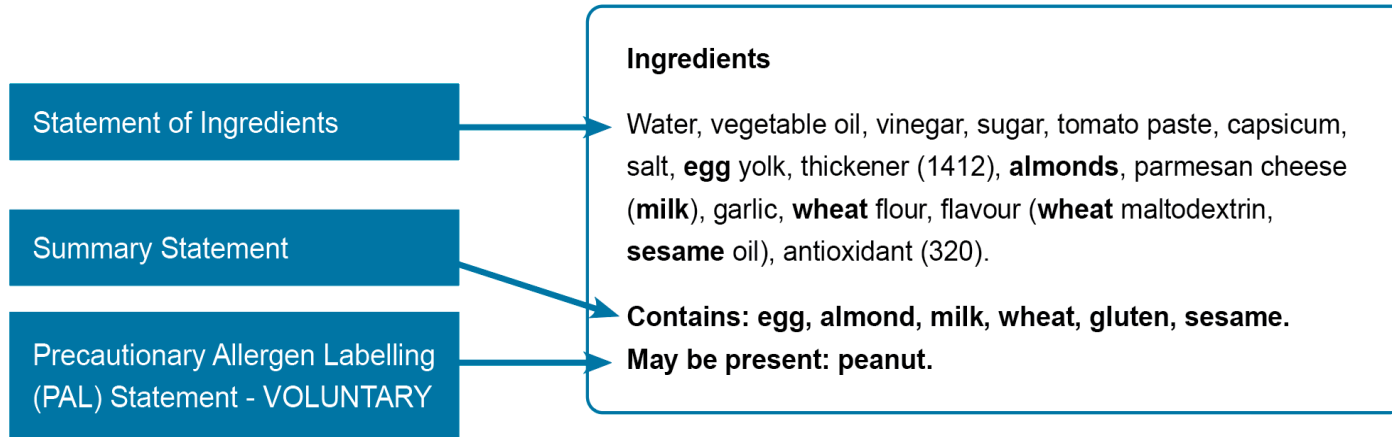 Statement of Ingredients
Summary Statement
Precautionary Allergen Labelling
(PAL) Statement - VOLUNTARY
Ingredients
Water, vegetable oil, vinegar, sugar, tomato paste, capsicum,
salt, egg yolk, thickener (1412), almonds, parmesan cheese
(milk), garlic, wheat flour, flavour (wheat maltodextrin,
sesame oil), antioxidant (320).
Contains: egg, almond, milk, wheat, gluten, sesame.
May be present: peanut.